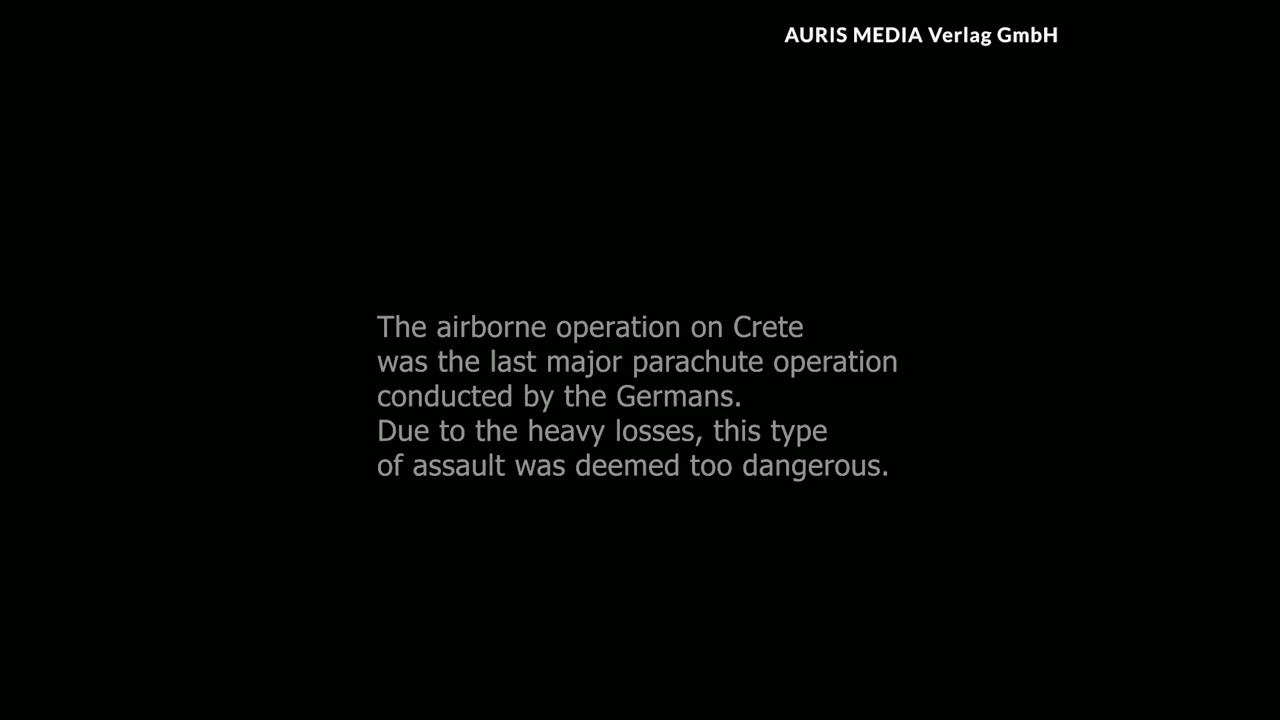 AURIS MEDIA Verlag GmbH
The airborne operation on Crete
was the last major parachute operation
conducted by the Germans.
Due to the heavy losses, this type
of assault was deemed too dangerous.